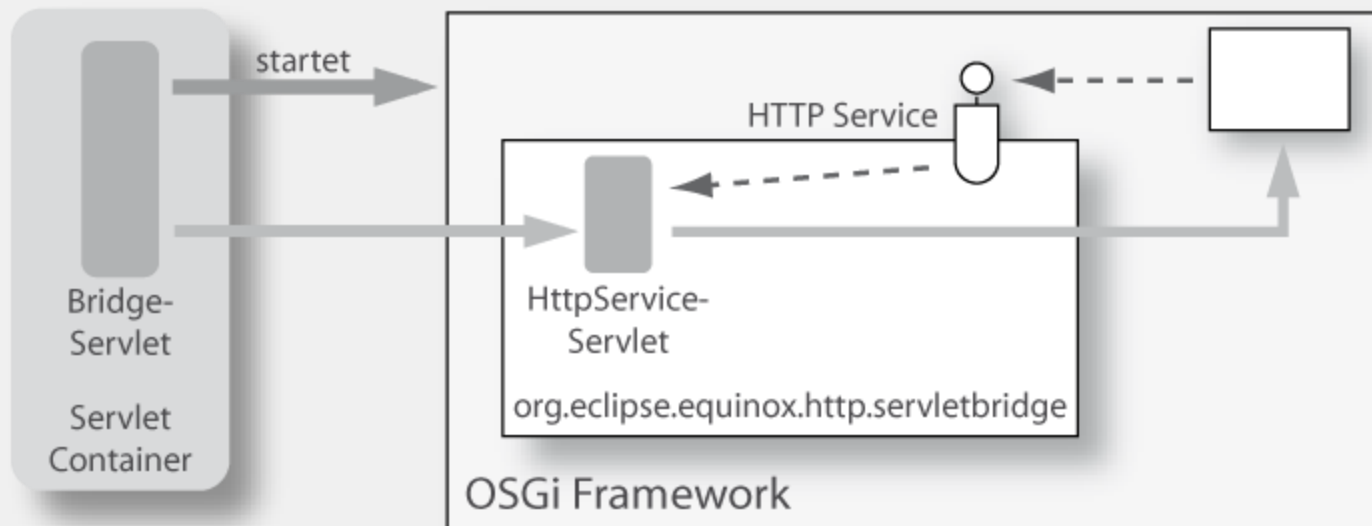 startet
HTTP Service
Bridge-
Servlet
HttpService-
Servlet
org.eclipse.equinox.http.servletbridge
Servlet
Container
OSGi Framework